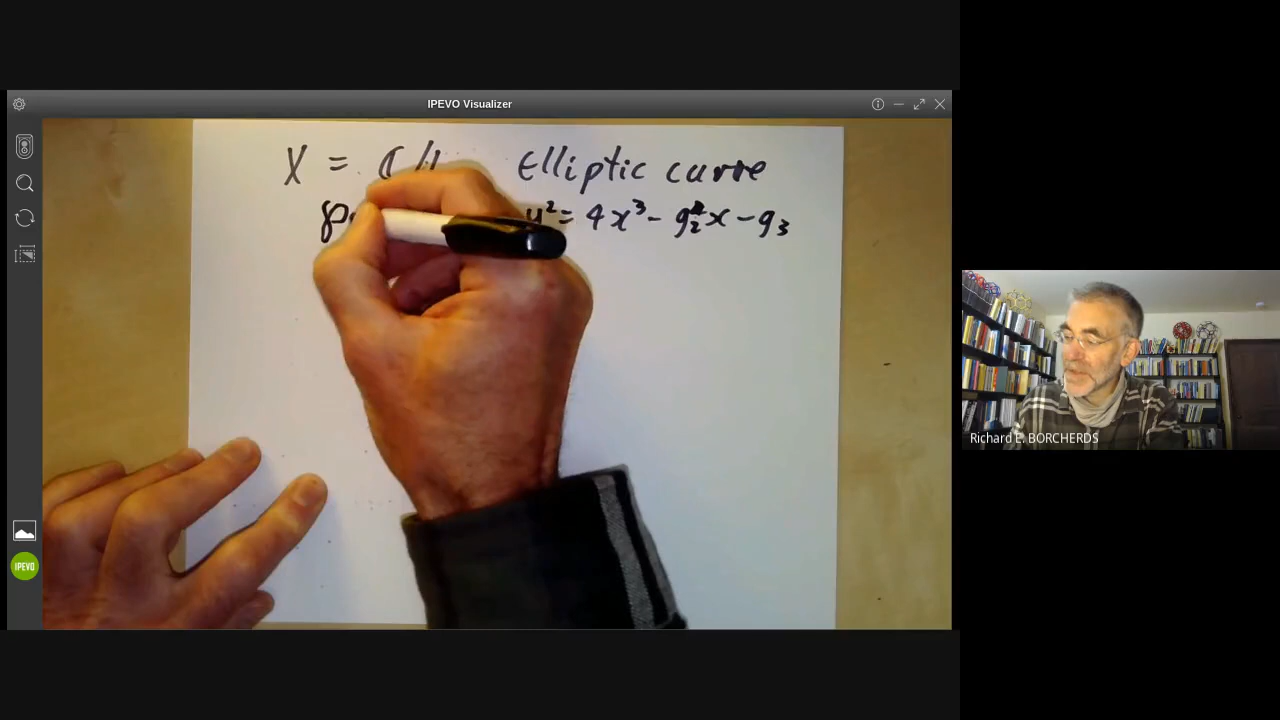 IPEVO Visualizer
X = ℂ/ Elliptic curve
℘ y² = 4x³ - g₂x - g₃
IPEVO
Richard E. BORCHERDS